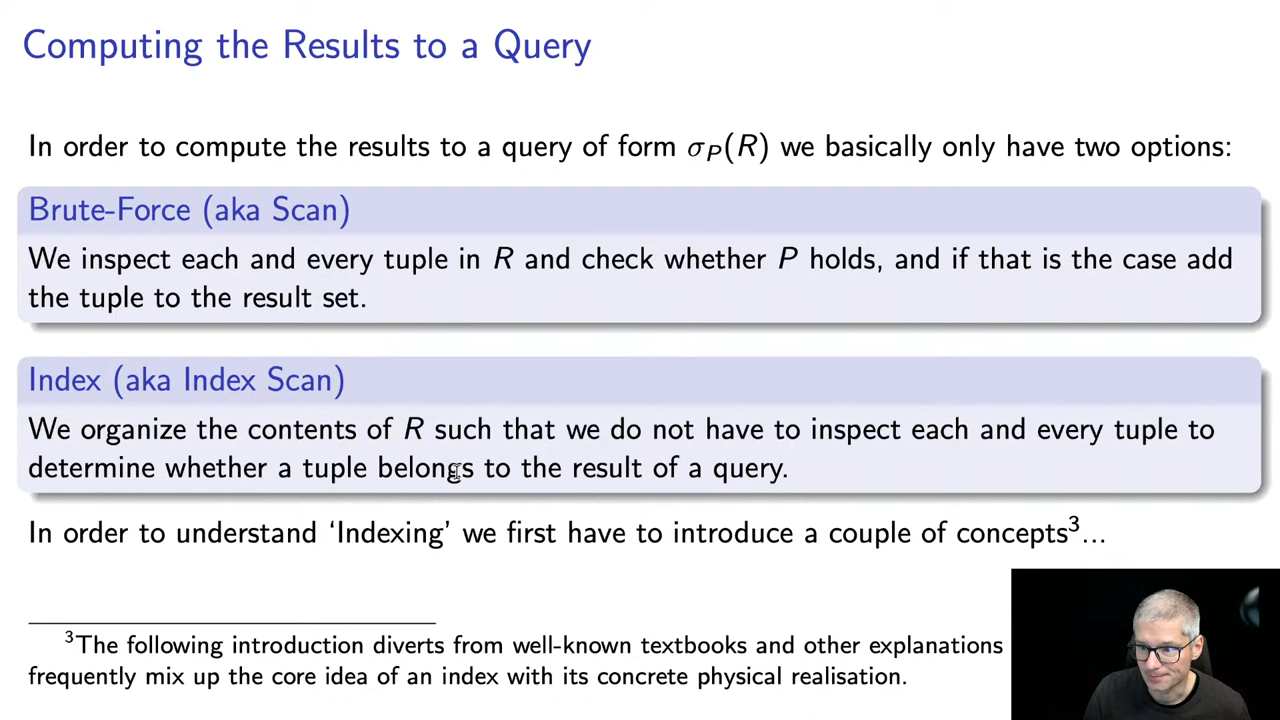 Computing the Results to a Query
In order to compute the results to a query of form σP(R) we basically only have two options:
Brute-Force (aka Scan)
We inspect each and every tuple in R and check whether P holds, and if that is the case add
the tuple to the result set.
Index (aka Index Scan)
We organize the contents of R such that we do not have to inspect each and every tuple to
determine whether a tuple belongs to the result of a query.
In order to understand ‘Indexing’ we first have to introduce a couple of concepts³...
³The following introduction diverts from well-known textbooks and other explanations
frequently mix up the core idea of an index with its concrete physical realisation.